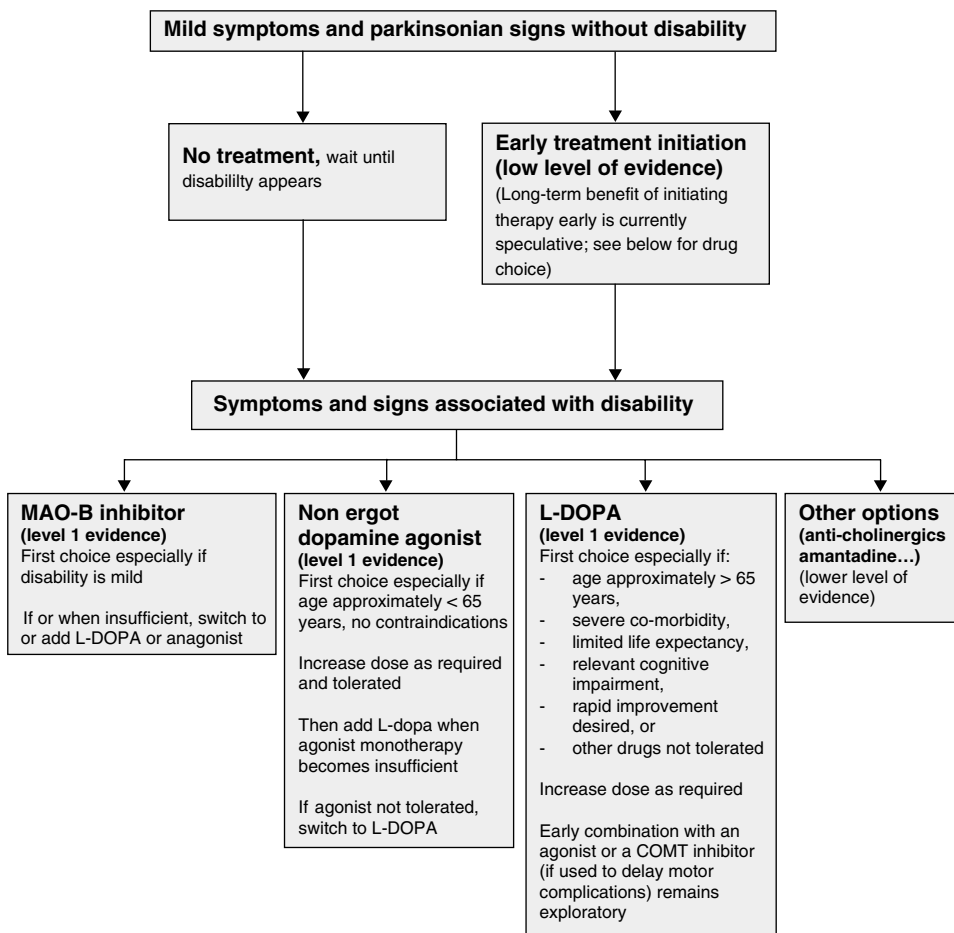 Mild symptoms and parkinsonian signs without disability
No treatment, wait until
disabililty appears
Early treatment initiation
(low level of evidence)
(Long-term benefit of initiating
therapy early is currently
speculative; see below for drug
choice)
Symptoms and signs associated with disability
MAO-B inhibitor
(level 1 evidence)
First choice especially if
disability is mild
If or when insufficient, switch to
or add L-DOPA or anagonist
Non ergot
dopamine agonist
(level 1 evidence)
First choice especially if
age approximately < 65
years, no contraindications
Increase dose as required
and tolerated
Then add L-dopa when
agonist monotherapy
becomes insufficient
If agonist not tolerated,
switch to L-DOPA
L-DOPA
(level 1 evidence)
First choice especially if:
- age approximately > 65
years,
- severe co-morbidity,
- limited life expectancy,
- relevant cognitive
impairment,
- rapid improvement
desired, or
- other drugs not tolerated
Increase dose as required
Early combination with an
agonist or a COMT inhibitor
(if used to delay motor
complications) remains
exploratory
Other options
(anti-cholinergics
amantadine...)
(lower level of
evidence)